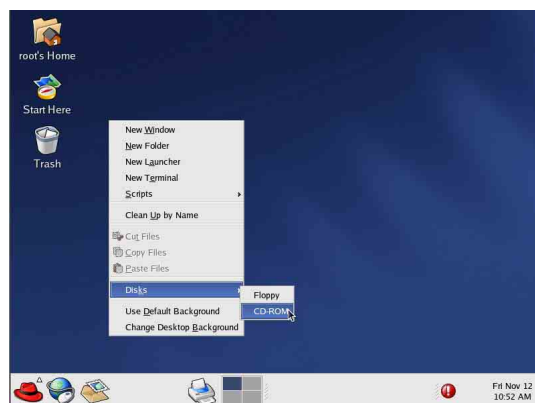 root's Home
Start Here
Trash
New Window
New Folder
New Launcher
New Terminal
Scripts
Clean Up by Name
Cut Files
Copy Files
Paste Files
Disks
Floppy
CD-ROM
Use Default Background
Change Desktop Background
Fri Nov 12
10:52 AM